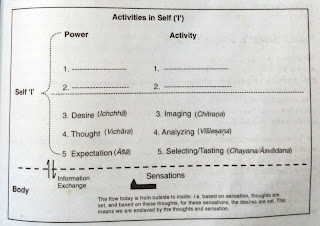 Activities in Self ('I')
Power Activity
1. ------------------ 1. ------------------
2. ------------------ 2. ------------------
Self 'I'
3. Desire (Ichchhā) 3. Imaging (Chitraṇa)
4. Thought (Vichāra) 4. Analyzing (Viśleṣaṇa)
5 Expectation (Āśā) 5. Selecting/Tasting (Chayana/Āsvādana)
Information
Exchange
Sensations
Body
The flow today is from outside to inside. i.e. based on sensation, thoughts are
set, and based on these thoughts, for these sensations, the desires are set. This
means we are enslaved by the thoughts and sensation.